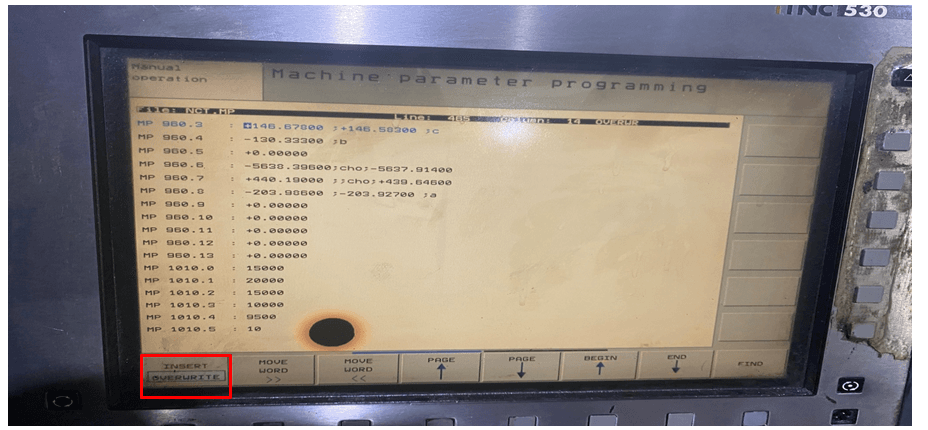 iTNC 530
Manual
operation
Machine parameter programming
File: NCT.MP Line: 465 Column: 14 OVERWR
MP 960.3 : +146.67800 ;+146.58300 ;c
MP 960.4 : -130.33300 ;b
MP 960.5 : +0.00000
MP 960.6 : -5638.39600;cho;-5637.91400
MP 960.7 : +440.19000 ;;cho;+439.64600
MP 960.8 : -203.98600 ;-203.92700 ;a
MP 960.9 : +0.00000
MP 960.10 : +0.00000
MP 960.11 : +0.00000
MP 960.12 : +0.00000
MP 960.13 : +0.00000
MP 1010.0 : 15000
MP 1010.1 : 20000
MP 1010.2 : 15000
MP 1010.3 : 10000
MP 1010.4 : 9500
MP 1010.5 : 10
INSERT
OVERWRITE
MOVE
WORD
>>
MOVE
WORD
<<
PAGE
↑
PAGE
↓
BEGIN
↑
END
↓
FIND